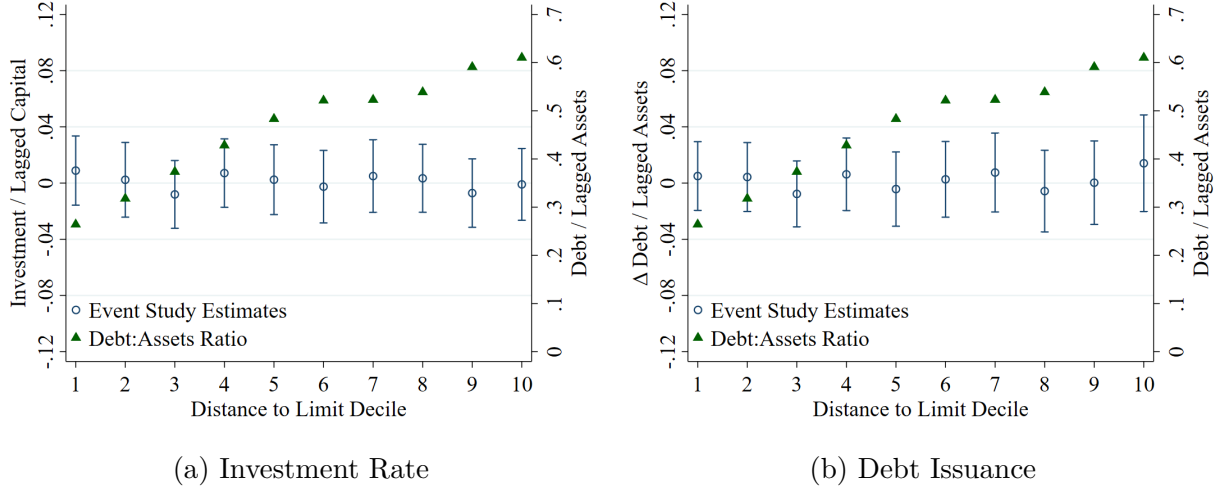 .12
.08
.04
0
-.04
-.08
-.12
Investment / Lagged Capital
.7
.6
.5
.4
.3
.2
.1
0
Debt / Lagged Assets
Event Study Estimates
Debt:Assets Ratio
1 2 3 4 5 6 7 8 9 10
Distance to Limit Decile
(a) Investment Rate
.12
.08
.04
0
-.04
-.08
-.12
Δ Debt / Lagged Assets
.7
.6
.5
.4
.3
.2
.1
0
Debt / Lagged Assets
Event Study Estimates
Debt:Assets Ratio
1 2 3 4 5 6 7 8 9 10
Distance to Limit Decile
(b) Debt Issuance